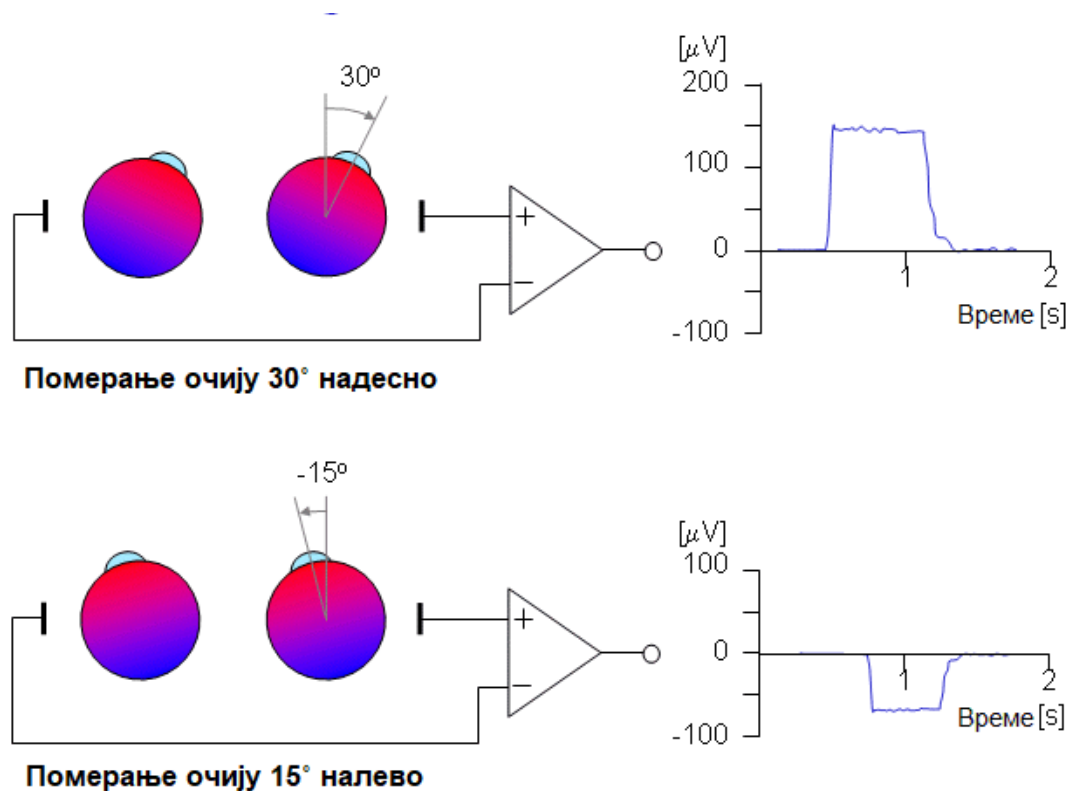 [μV]
200
30º
100
+
0
−
1
2
-100
Време [s]
Померање очију 30˚ надесно
-15º
[μV]
100
+
0
1
2
−
-100
Време [s]
Померање очију 15˚ налево